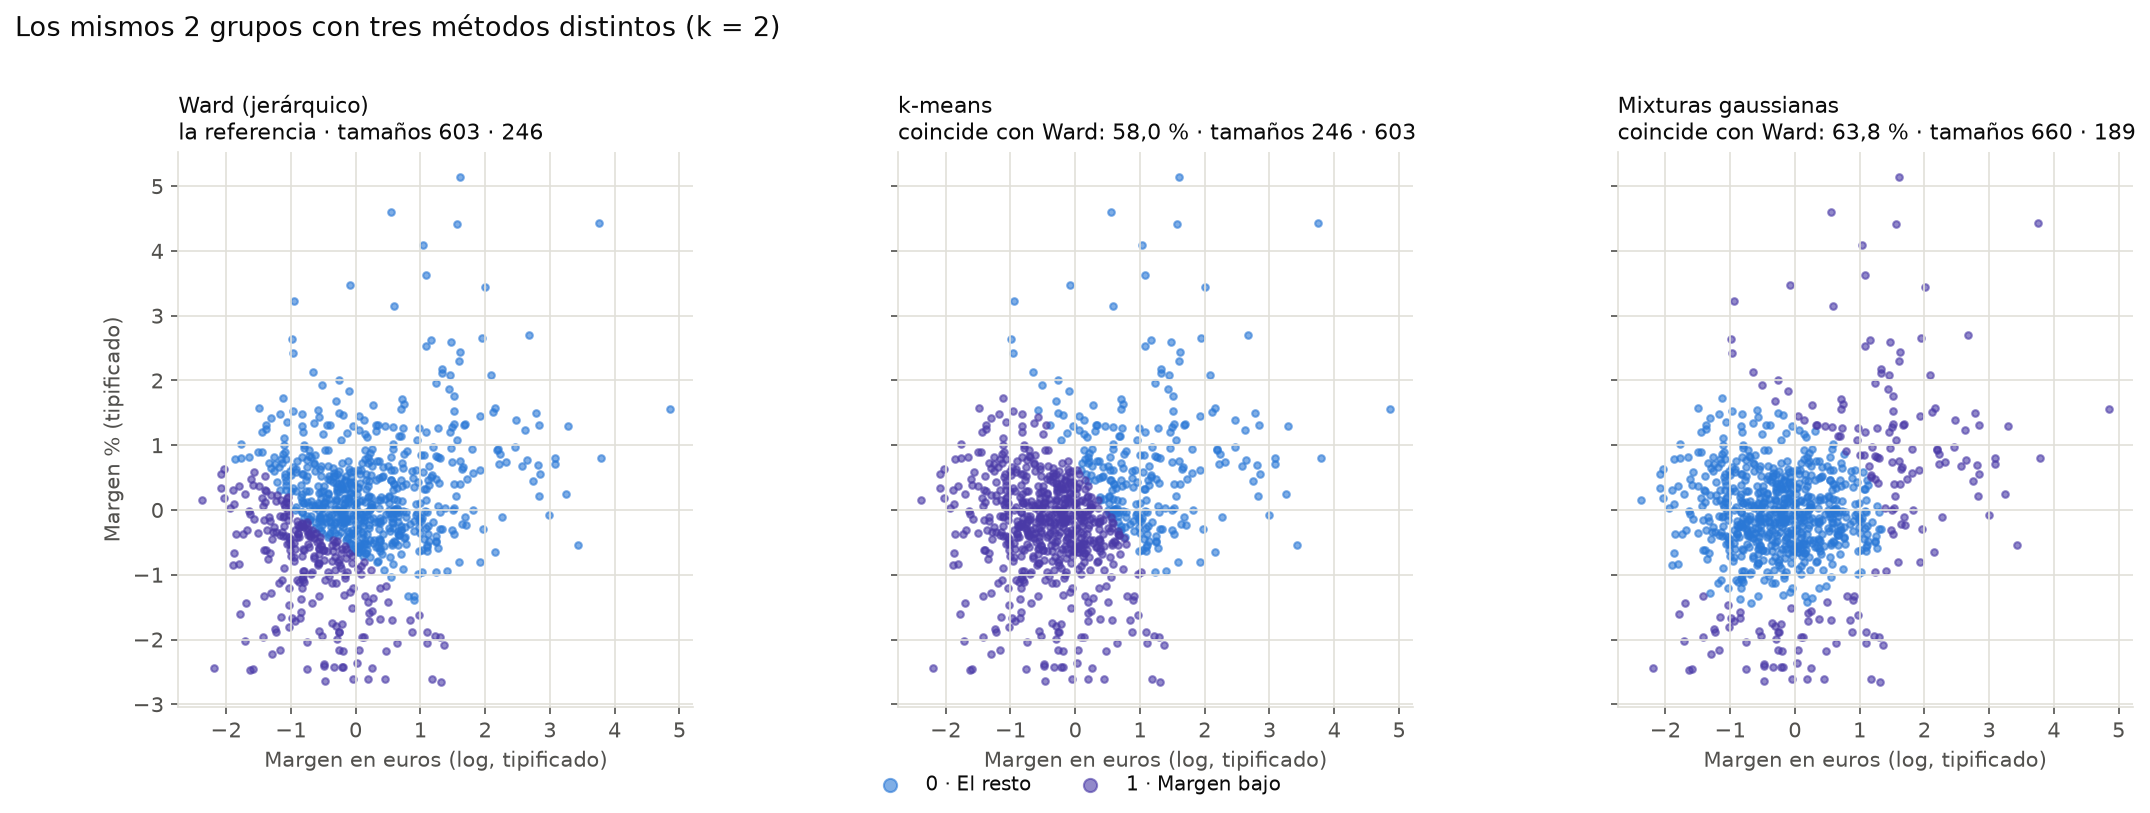 Los mismos 2 grupos con tres métodos distintos (k = 2)
Ward (jerárquico)
la referencia · tamaños 603 · 246
k-means
coincide con Ward: 58,0 % · tamaños 246 · 603
Mixturas gaussianas
coincide con Ward: 63,8 % · tamaños 660 · 189
Margen % (tipificado)
5
4
3
2
1
0
−1
−2
−3
−2 −1 0 1 2 3 4 5
−2 −1 0 1 2 3 4 5
−2 −1 0 1 2 3 4 5
Margen en euros (log, tipificado)
Margen en euros (log, tipificado)
Margen en euros (log, tipificado)
0 · El resto
1 · Margen bajo